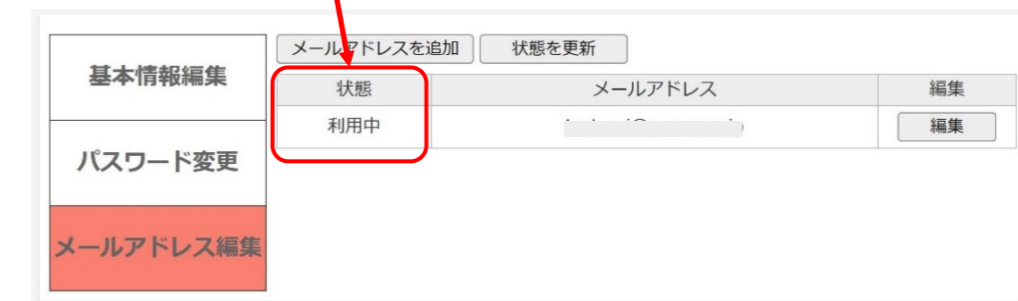 メールアドレスを追加 状態を更新
基本情報編集
状態 メールアドレス 編集
利用中 編集
パスワード変更
メールアドレス編集